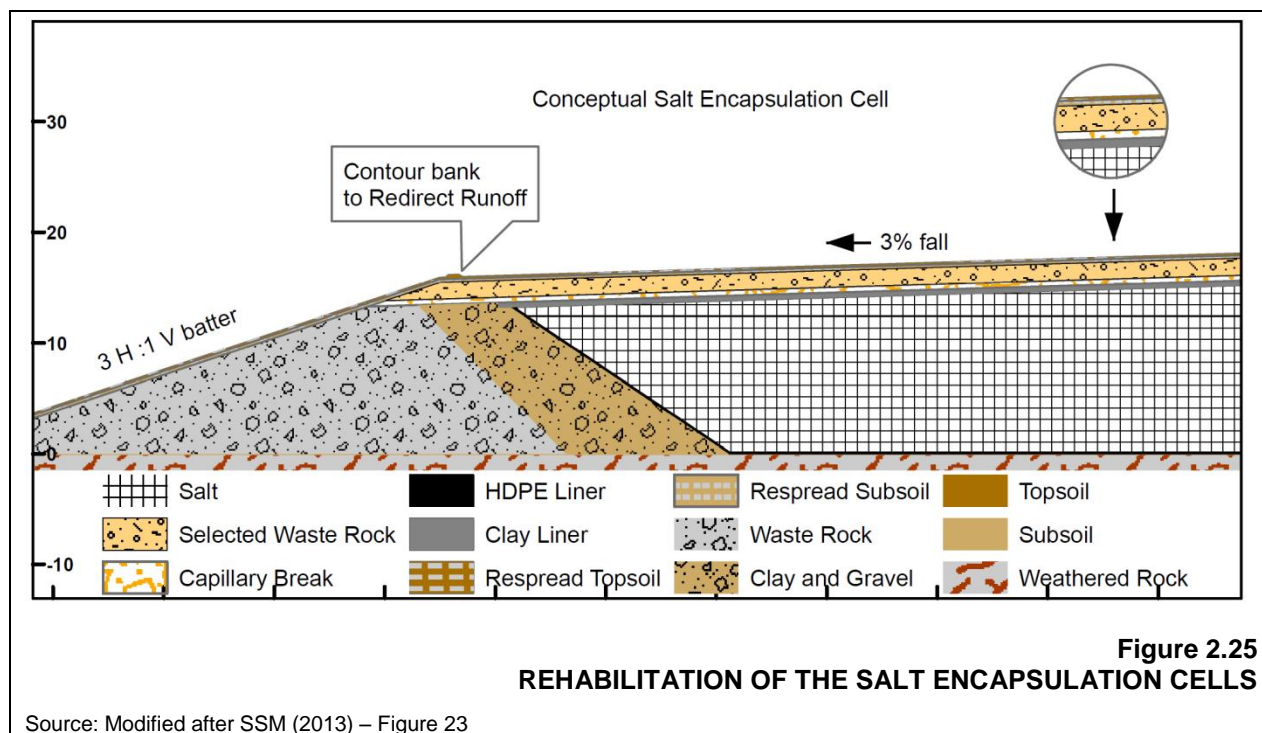 Conceptual Salt Encapsulation Cell
30
Contour bank
to Redirect Runoff
20
3% fall
3 H :1 V batter
10
0
Salt
HDPE Liner
Respread Subsoil
Topsoil
Selected Waste Rock
Clay Liner
Waste Rock
Subsoil
-10
Capillary Break
Respread Topsoil
Clay and Gravel
Weathered Rock
Figure 2.25
REHABILITATION OF THE SALT ENCAPSULATION CELLS
Source: Modified after SSM (2013) – Figure 23